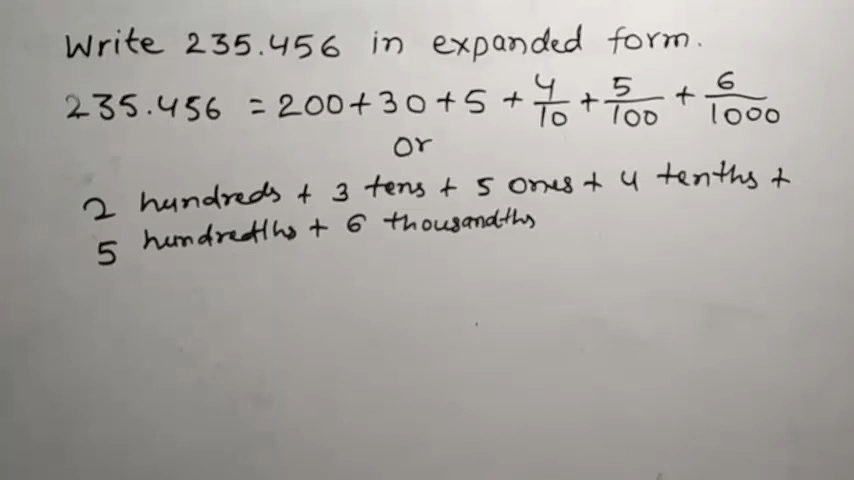 Write 235.456 in expanded form.
235.456 = 200 + 30 + 5 + 4/10 + 5/100 + 6/1000
or
2 hundreds + 3 tens + 5 ones + 4 tenths +
5 hundredths + 6 thousandths